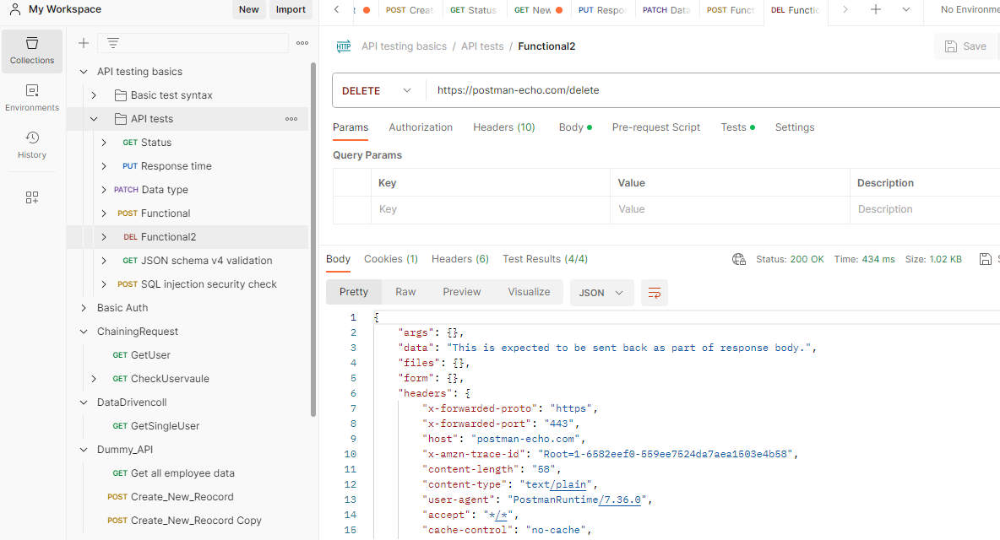 My Workspace
New
Import
POST Creat
GET Status
GET New
PUT Respor
PATCH Data
POST Funct
DEL Functio
No Environme
Collections
Environments
History
API testing basics
Basic test syntax
API tests
GET Status
PUT Response time
PATCH Data type
POST Functional
DEL Functional2
GET JSON schema v4 validation
POST SQL injection security check
Basic Auth
ChainingRequest
GET GetUser
GET CheckUservaule
DataDrivencoll
GET GetSingleUser
Dummy_API
GET Get all employee data
POST Create_New_Reocord
POST Create_New_Reocord Copy
HTTP API testing basics / API tests / Functional2
Save
DELETE https://postman-echo.com/delete
Params Authorization Headers (10) Body Pre-request Script Tests Settings
Query Params
Key Value Description
Key Value Description
Body Cookies (1) Headers (6) Test Results (4/4) Status: 200 OK Time: 434 ms Size: 1.02 KB
Pretty Raw Preview Visualize JSON
1 {
2 "args": {},
3 "data": "This is expected to be sent back as part of response body.",
4 "files": {},
5 "form": {},
6 "headers": {
7 "x-forwarded-proto": "https",
8 "x-forwarded-port": "443",
9 "host": "postman-echo.com",
10 "x-amzn-trace-id": "Root=1-6582eef0-559ee7524da7aea1503e4b58",
11 "content-length": "58",
12 "content-type": "text/plain",
13 "user-agent": "PostmanRuntime/7.36.0",
14 "accept": "*/*",
15 "cache-control": "no-cache",